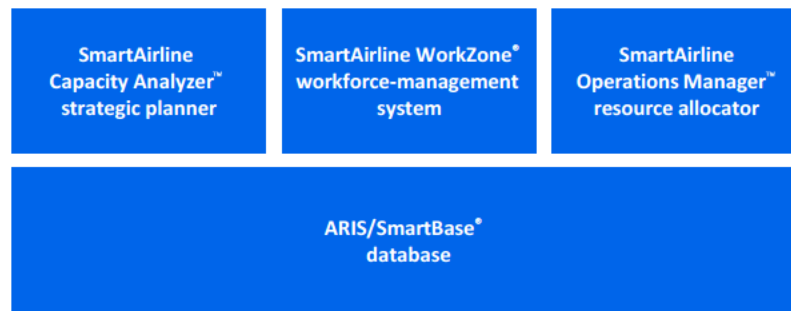 SmartAirline
Capacity Analyzer™
strategic planner
SmartAirline WorkZone®
workforce-management
system
SmartAirline
Operations Manager™
resource allocator
ARIS/SmartBase®
database